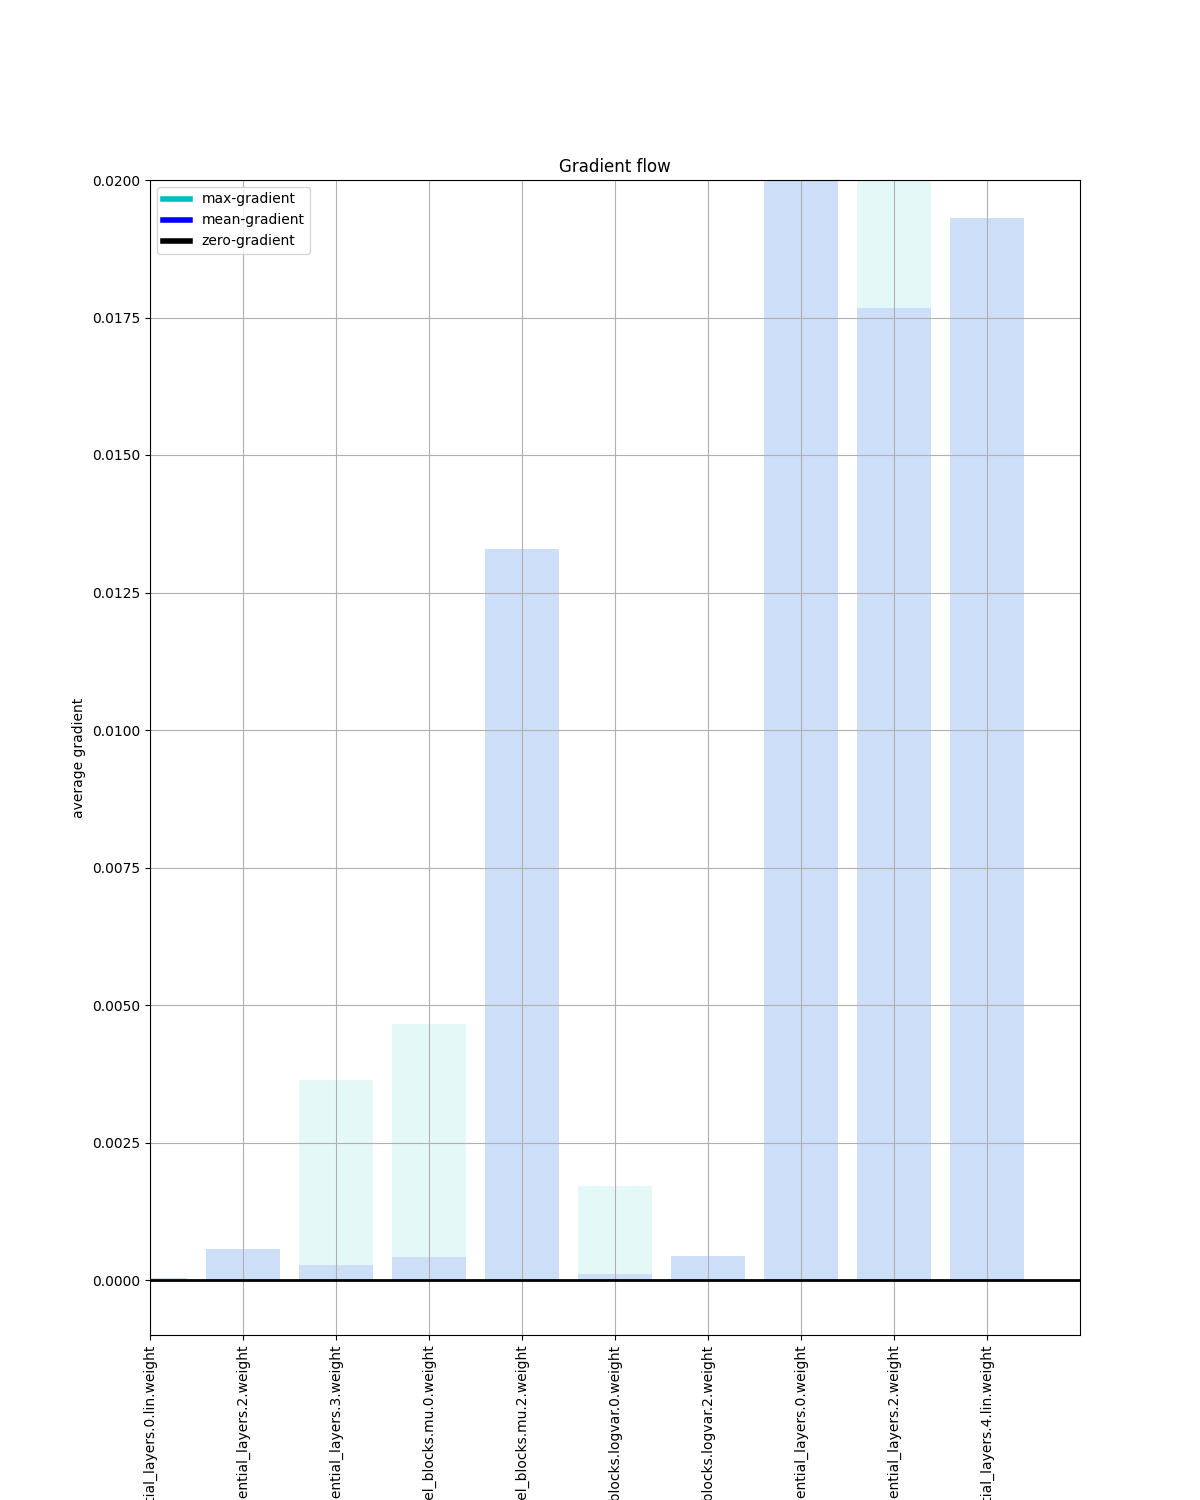 Gradient flow
max-gradient
mean-gradient
zero-gradient
average gradient
0.0200
0.0175
0.0150
0.0125
0.0100
0.0075
0.0050
0.0025
0.0000
tial_layers.0.lin.weight
ential_layers.2.weight
ential_layers.3.weight
el_blocks.mu.0.weight
el_blocks.mu.2.weight
blocks.logvar.0.weight
blocks.logvar.2.weight
ential_layers.0.weight
ential_layers.2.weight
tial_layers.4.lin.weight